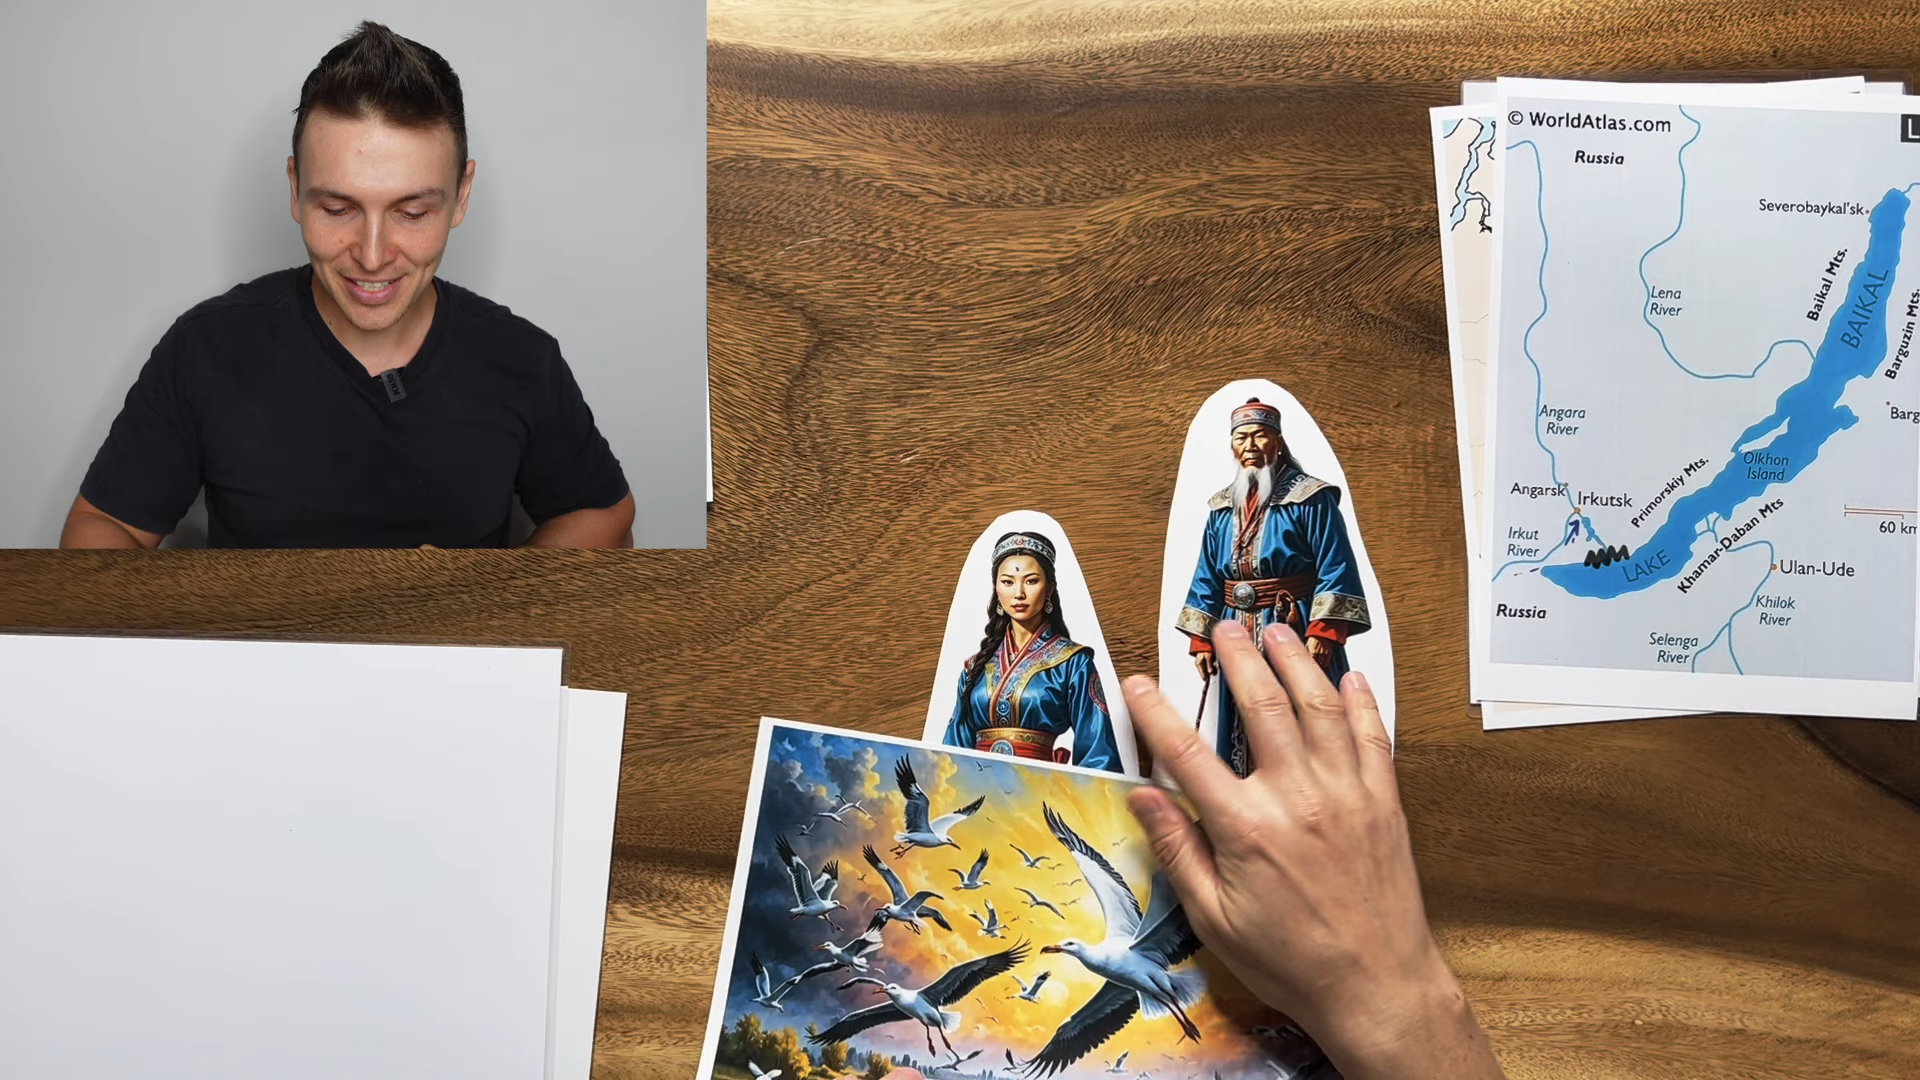 © WorldAtlas.com
L
Russia
Severobaykal'sk
Baikal Mts.
BAIKAL
Lena
River
Barguzin Mts.
Angara
River
Barg
Olkhon
Island
Primorskiy Mts.
Angarsk
Irkutsk
60 km
Irkut
River
LAKE
Khamar-Daban Mts
Ulan-Ude
Russia
Khilok
River
Selenga
River